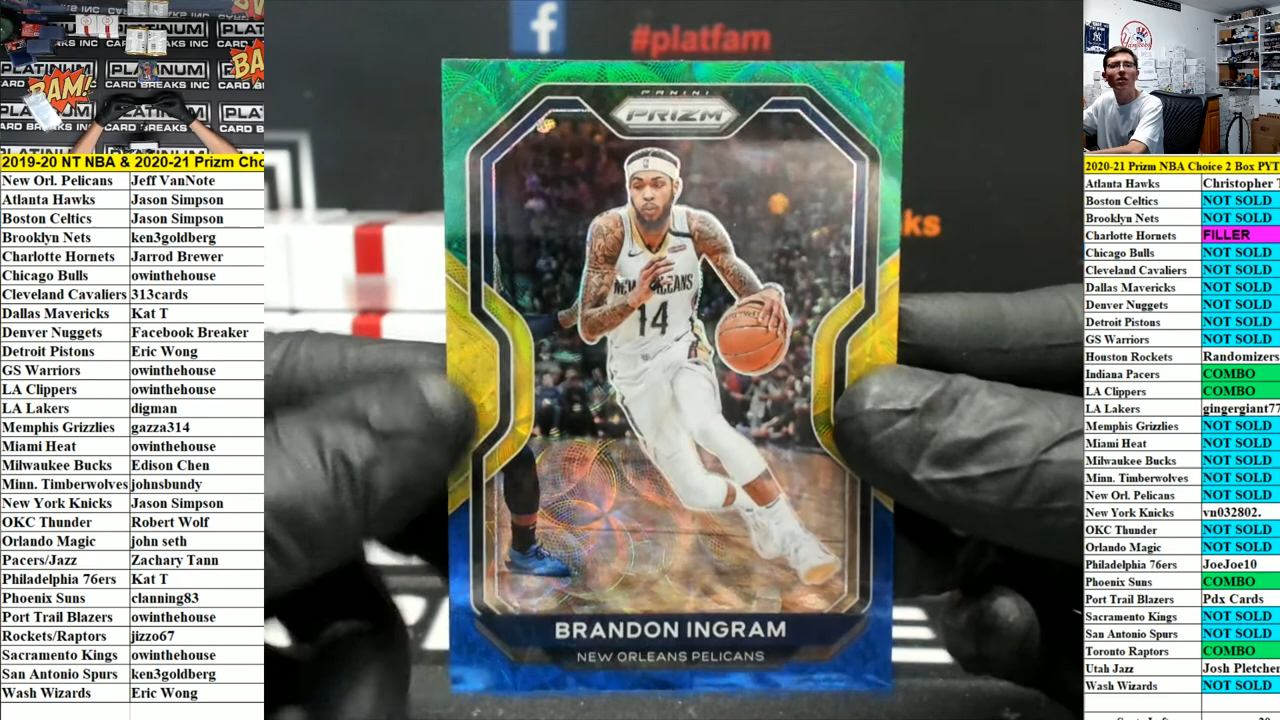 #platfam
PLATINUM
CARD BREAKS INC
BAM!
2019-20 NT NBA & 2020-21 Prizm Cho
New Orl. Pelicans Jeff VanNote
Atlanta Hawks Jason Simpson
Boston Celtics Jason Simpson
Brooklyn Nets ken3goldberg
Charlotte Hornets Jarrod Brewer
Chicago Bulls owinthehouse
Cleveland Cavaliers 313cards
Dallas Mavericks Kat T
Denver Nuggets Facebook Breaker
Detroit Pistons Eric Wong
GS Warriors owinthehouse
LA Clippers owinthehouse
LA Lakers digman
Memphis Grizzlies gazza314
Miami Heat owinthehouse
Milwaukee Bucks Edison Chen
Minn. Timberwolves johnsbundy
New York Knicks Jason Simpson
OKC Thunder Robert Wolf
Orlando Magic john seth
Pacers/Jazz Zachary Tann
Philadelphia 76ers Kat T
Phoenix Suns clanning83
Port Trail Blazers owinthehouse
Rockets/Raptors jizzo67
Sacramento Kings owinthehouse
San Antonio Spurs ken3goldberg
Wash Wizards Eric Wong
PANINI
PRIZM
NEW ORLEANS
14
BRANDON INGRAM
NEW ORLEANS PELICANS
Yankees
2020-21 Prizm NBA Choice 2 Box PYT
Atlanta Hawks Christopher T
Boston Celtics NOT SOLD
Brooklyn Nets NOT SOLD
Charlotte Hornets FILLER
Chicago Bulls NOT SOLD
Cleveland Cavaliers NOT SOLD
Dallas Mavericks NOT SOLD
Denver Nuggets NOT SOLD
Detroit Pistons NOT SOLD
GS Warriors NOT SOLD
Houston Rockets Randomizers
Indiana Pacers COMBO
LA Clippers COMBO
LA Lakers gingergiant77
Memphis Grizzlies NOT SOLD
Miami Heat NOT SOLD
Milwaukee Bucks NOT SOLD
Minn. Timberwolves NOT SOLD
New Orl. Pelicans NOT SOLD
New York Knicks vn032802.
OKC Thunder NOT SOLD
Orlando Magic NOT SOLD
Philadelphia 76ers JoeJoe10
Phoenix Suns COMBO
Port Trail Blazers Pdx Cards
Sacramento Kings NOT SOLD
San Antonio Spurs NOT SOLD
Toronto Raptors COMBO
Utah Jazz Josh Pletcher
Wash Wizards NOT SOLD